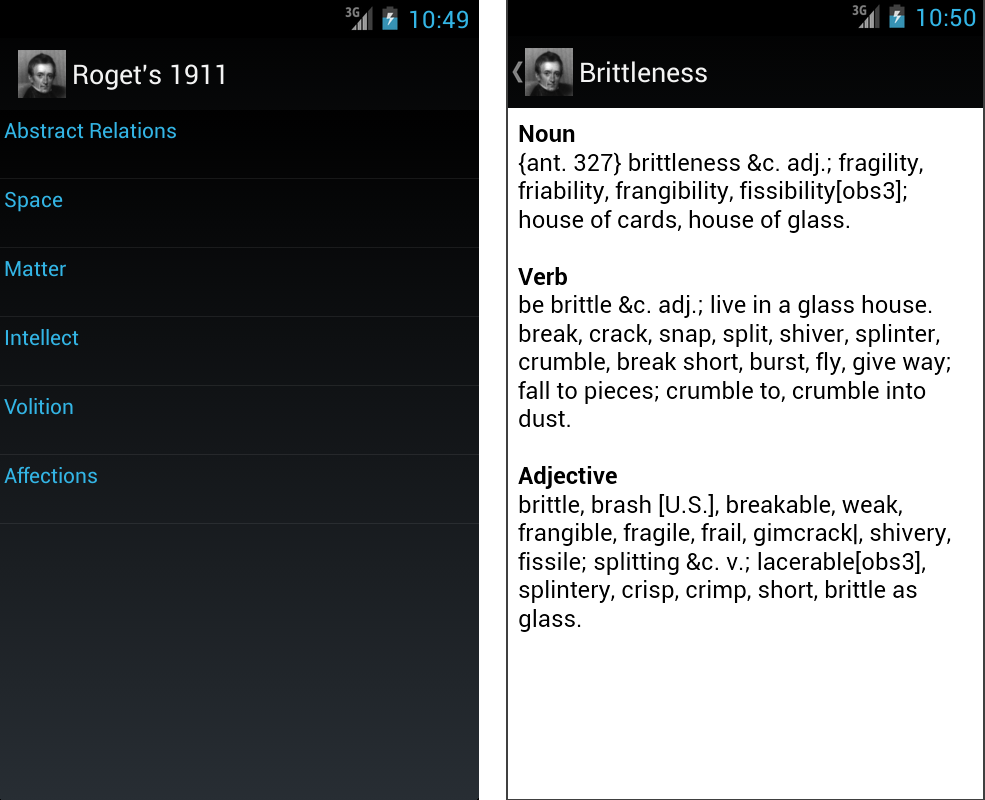 3G 10:49
Roget's 1911
Abstract Relations
Space
Matter
Intellect
Volition
Affections
3G 10:50
Brittleness
Noun
{ant. 327} brittleness &c. adj.; fragility,
friability, frangibility, fissibility[obs3];
house of cards, house of glass.
Verb
be brittle &c. adj.; live in a glass house.
break, crack, snap, split, shiver, splinter,
crumble, break short, burst, fly, give way;
fall to pieces; crumble to, crumble into
dust.
Adjective
brittle, brash [U.S.], breakable, weak,
frangible, fragile, frail, gimcrack|, shivery,
fissile; splitting &c. v.; lacerable[obs3],
splintery, crisp, crimp, short, brittle as
glass.